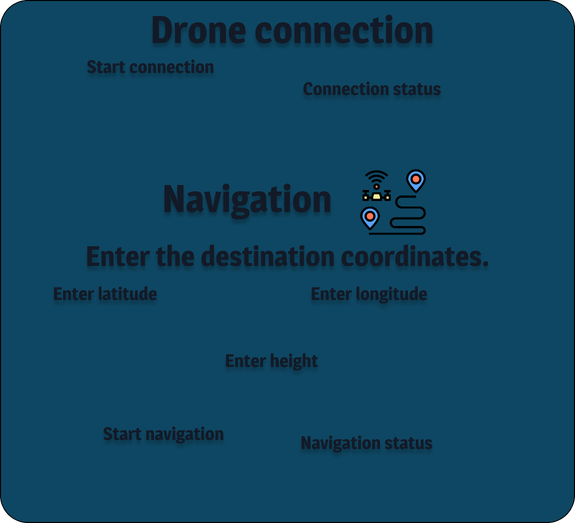 Drone connection
Start connection
Connection status
Navigation
Enter the destination coordinates.
Enter latitude
Enter longitude
Enter height
Start navigation
Navigation status